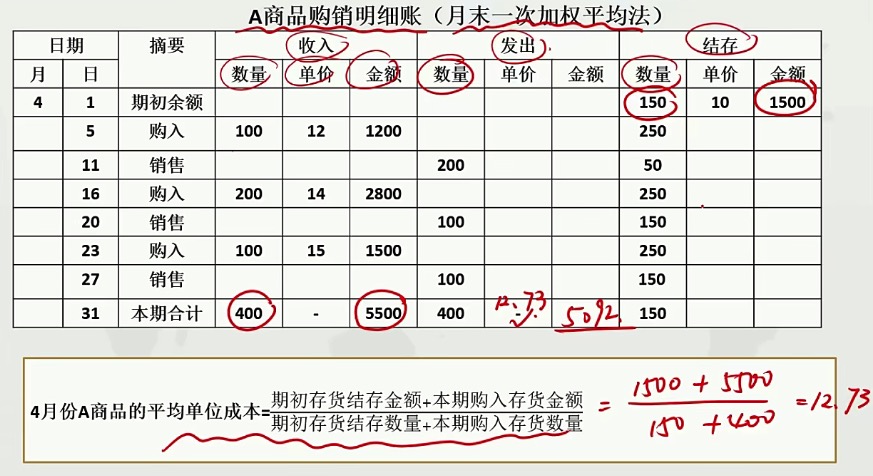 A商品购销明细账（月末一次加权平均法）
日期 摘要 收入 发出 结存
月 日 数量 单价 金额 数量 单价 金额 数量 单价 金额
4 1 期初余额 150 10 1500
5 购入 100 12 1200 250
11 销售 200 50
16 购入 200 14 2800 250
20 销售 100 150
23 购入 100 15 1500 250
27 销售 100 150
31 本期合计 400 - 5500 400 - 12.73 5092. 150
期初存货结存金额+本期购入存货金额 1500 + 5500
4月份A商品的平均单位成本= = =12.73
期初存货结存数量+本期购入存货数量 150 +400